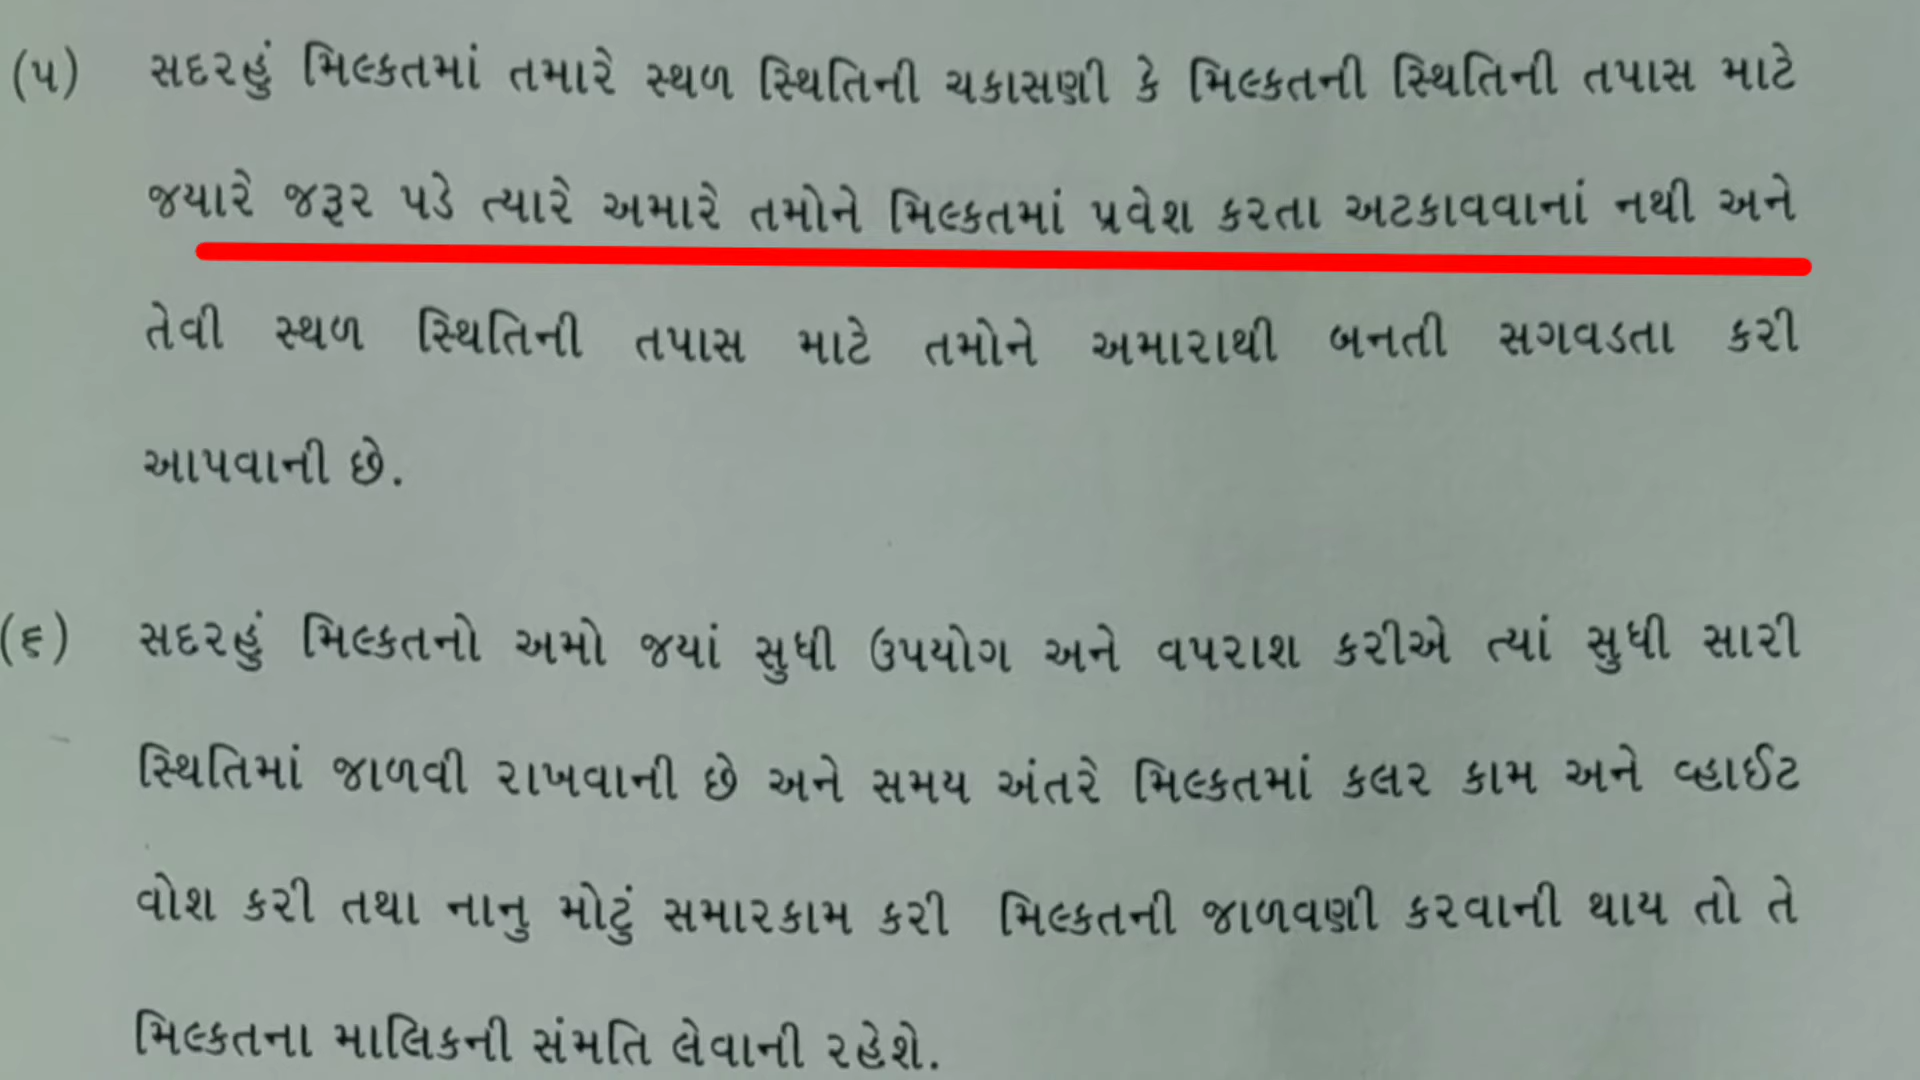 (૫) સદરહું મિલ્કતમાં તમારે સ્થળ સ્થિતિની ચકાસણી કે મિલ્કતની સ્થિતિની તપાસ માટે
જયારે જરૂર પડે ત્યારે અમારે તમોને મિલ્કતમાં પ્રવેશ કરતા અટકાવવાનાં નથી અને
તેવી સ્થળ સ્થિતિની તપાસ માટે તમોને અમારાથી બનતી સગવડતા કરી
આપવાની છે.
(૬) સદરહું મિલ્કતનો અમો જયાં સુધી ઉપયોગ અને વપરાશ કરીએ ત્યાં સુધી સારી
સ્થિતિમાં જાળવી રાખવાની છે અને સમય અંતરે મિલ્કતમાં કલર કામ અને વ્હાઈટ
વોશ કરી તથા નાનુ મોટું સમારકામ કરી મિલ્કતની જાળવણી કરવાની થાય તો તે
મિલ્કતના માલિકની સંમતિ લેવાની રહેશે.